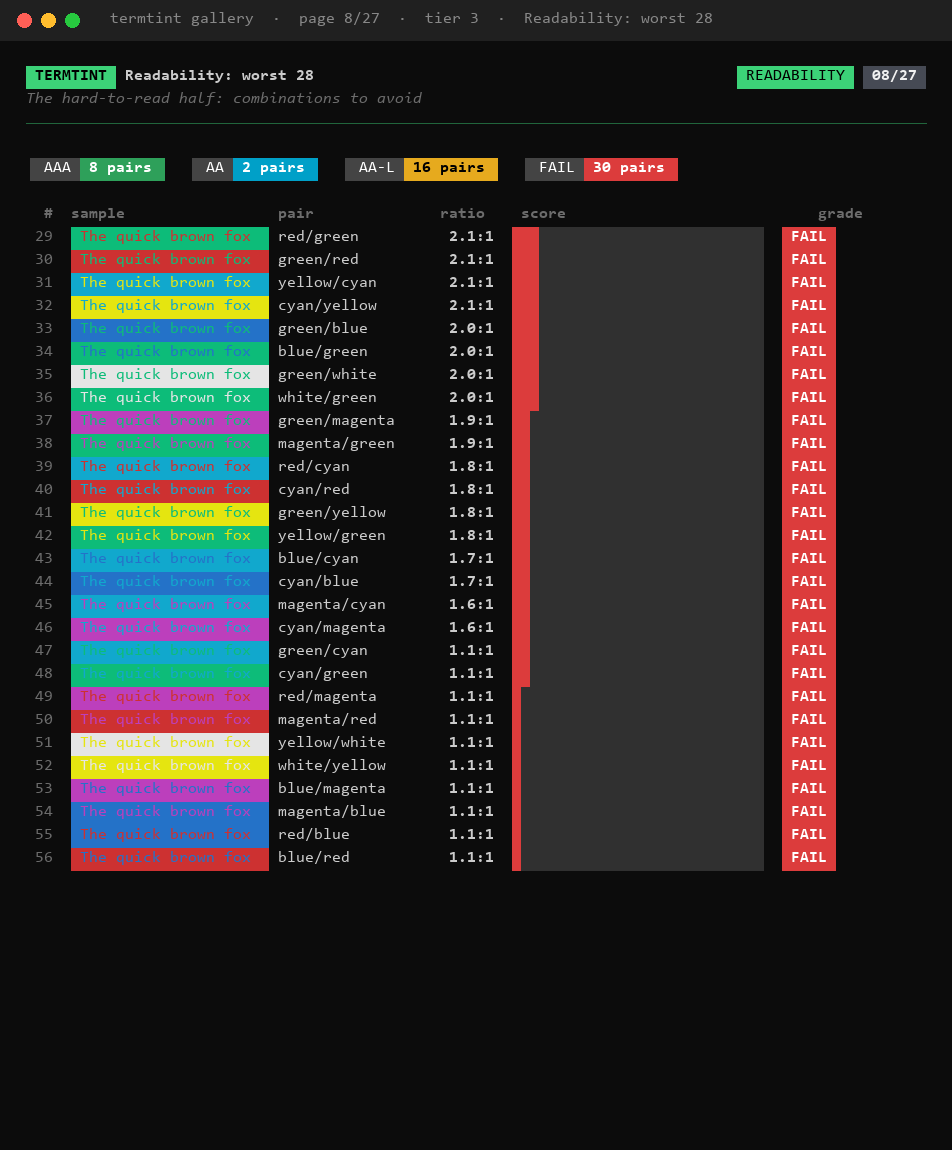 termtint gallery · page 8/27 · tier 3 · Readability: worst 28
TERMTINT Readability: worst 28 READABILITY 08/27
The hard-to-read half: combinations to avoid
AAA 8 pairs AA 2 pairs AA-L 16 pairs FAIL 30 pairs
# sample pair ratio score grade
29 The quick brown fox red/green 2.1:1 FAIL
30 The quick brown fox green/red 2.1:1 FAIL
31 The quick brown fox yellow/cyan 2.1:1 FAIL
32 The quick brown fox cyan/yellow 2.1:1 FAIL
33 The quick brown fox green/blue 2.0:1 FAIL
34 The quick brown fox blue/green 2.0:1 FAIL
35 The quick brown fox green/white 2.0:1 FAIL
36 The quick brown fox white/green 2.0:1 FAIL
37 The quick brown fox green/magenta 1.9:1 FAIL
38 The quick brown fox magenta/green 1.9:1 FAIL
39 The quick brown fox red/cyan 1.8:1 FAIL
40 The quick brown fox cyan/red 1.8:1 FAIL
41 The quick brown fox green/yellow 1.8:1 FAIL
42 The quick brown fox yellow/green 1.8:1 FAIL
43 The quick brown fox blue/cyan 1.7:1 FAIL
44 The quick brown fox cyan/blue 1.7:1 FAIL
45 The quick brown fox magenta/cyan 1.6:1 FAIL
46 The quick brown fox cyan/magenta 1.6:1 FAIL
47 The quick brown fox green/cyan 1.1:1 FAIL
48 The quick brown fox cyan/green 1.1:1 FAIL
49 The quick brown fox red/magenta 1.1:1 FAIL
50 The quick brown fox magenta/red 1.1:1 FAIL
51 The quick brown fox yellow/white 1.1:1 FAIL
52 The quick brown fox white/yellow 1.1:1 FAIL
53 The quick brown fox blue/magenta 1.1:1 FAIL
54 The quick brown fox magenta/blue 1.1:1 FAIL
55 The quick brown fox red/blue 1.1:1 FAIL
56 The quick brown fox blue/red 1.1:1 FAIL